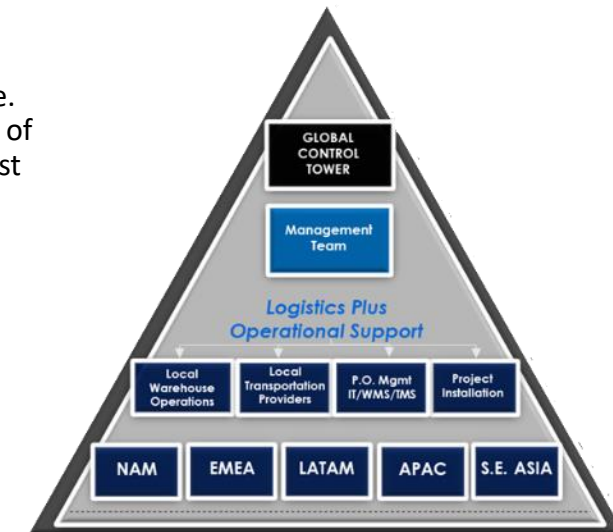 e.
of
st
GLOBAL
CONTROL
TOWER
Management
Team
Logistics Plus
Operational Support
Local
Warehouse
Operations
Local
Transportation
Providers
P.O. Mgmt
IT/WMS/TMS
Project
Installation
NAM
EMEA
LATAM
APAC
S.E. ASIA